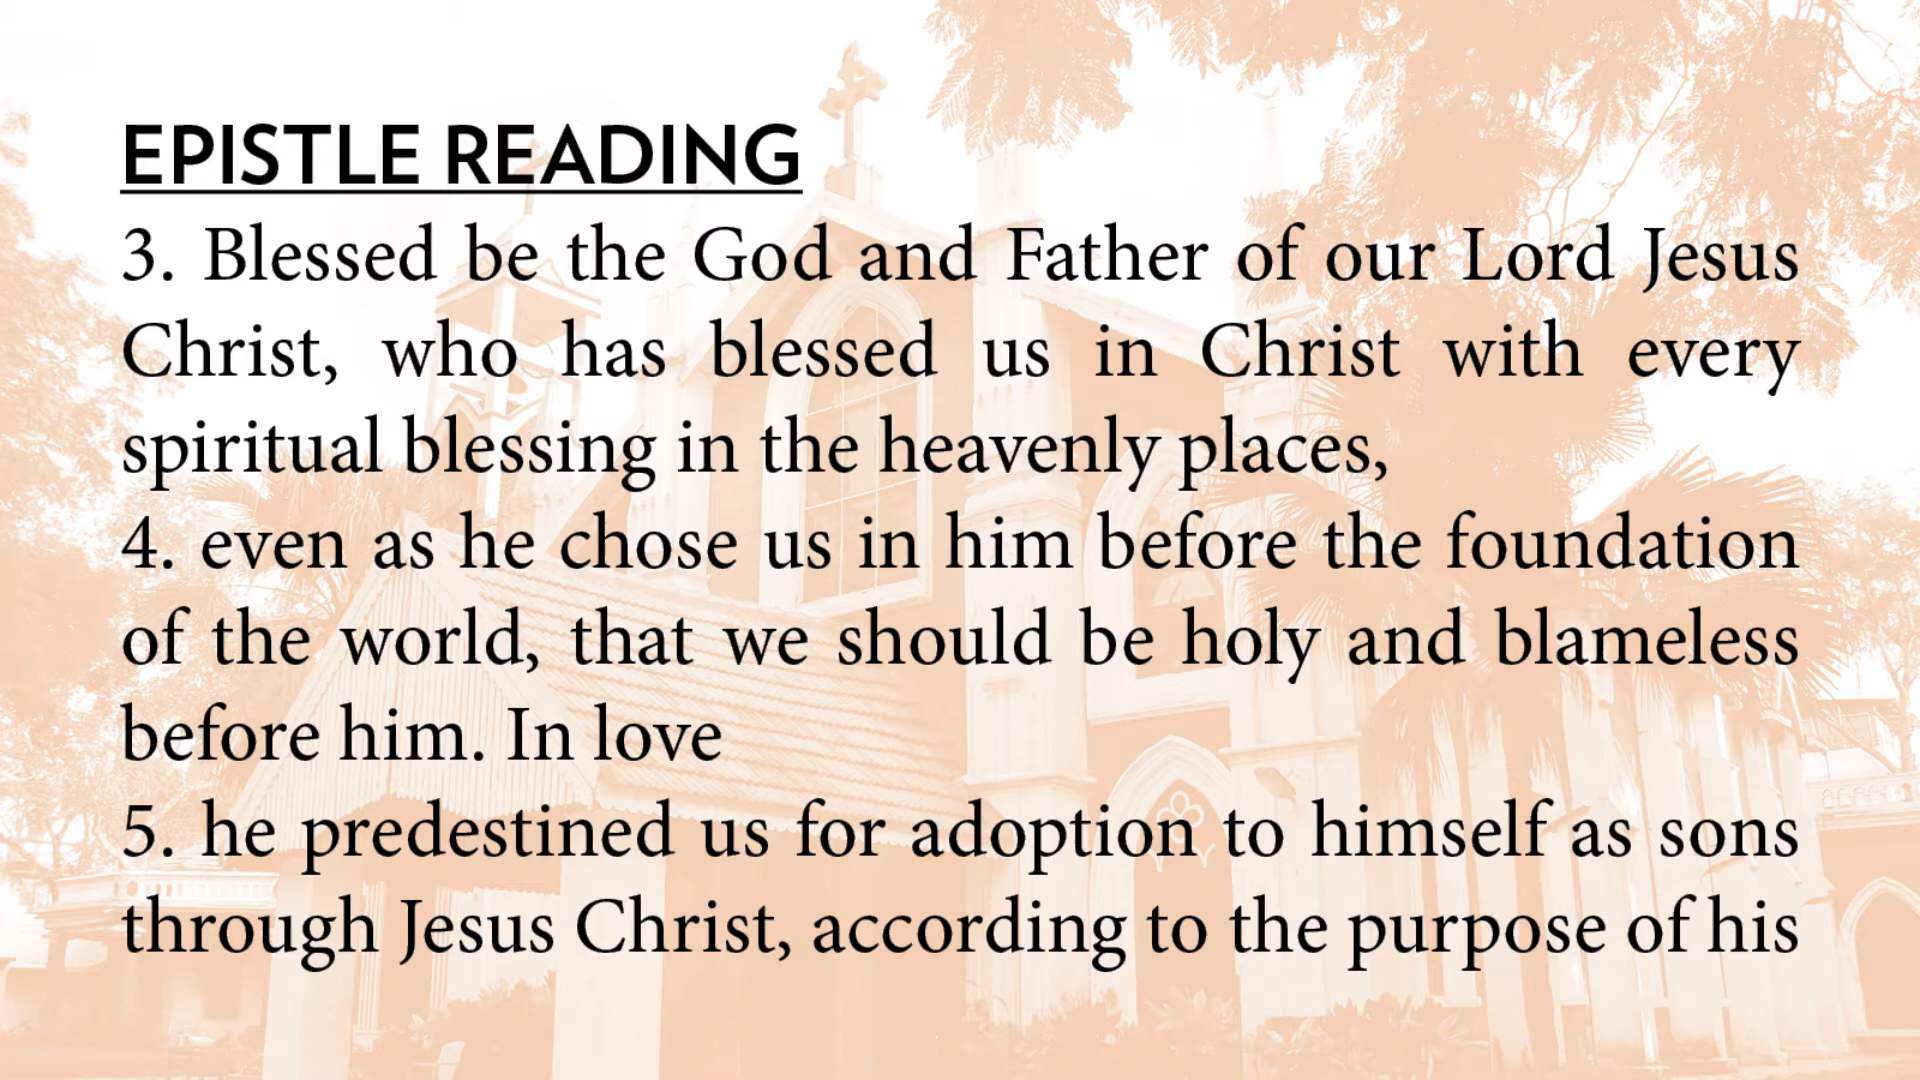 EPISTLE READING
3. Blessed be the God and Father of our Lord Jesus
Christ, who has blessed us in Christ with every
spiritual blessing in the heavenly places,
4. even as he chose us in him before the foundation
of the world, that we should be holy and blameless
before him. In love
5. he predestined us for adoption to himself as sons
through Jesus Christ, according to the purpose of his